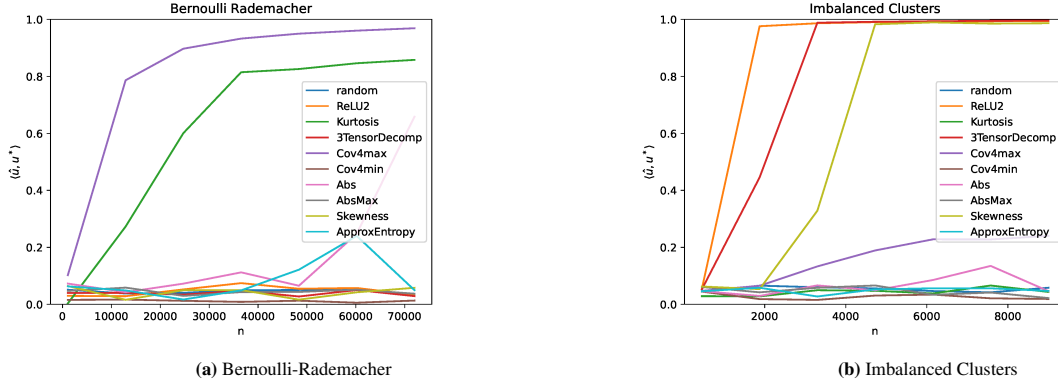 Bernoulli Rademacher
1.0
0.8
0.6
0.4
0.2
0.0
⟨û, u*⟩
random
ReLU2
Kurtosis
3TensorDecomp
Cov4max
Cov4min
Abs
AbsMax
Skewness
ApproxEntropy
0 10000 20000 30000 40000 50000 60000 70000
n
(a) Bernoulli-Rademacher
Imbalanced Clusters
1.0
0.8
0.6
0.4
0.2
0.0
⟨û, u*⟩
random
ReLU2
Kurtosis
3TensorDecomp
Cov4max
Cov4min
Abs
AbsMax
Skewness
ApproxEntropy
2000 4000 6000 8000
n
(b) Imbalanced Clusters